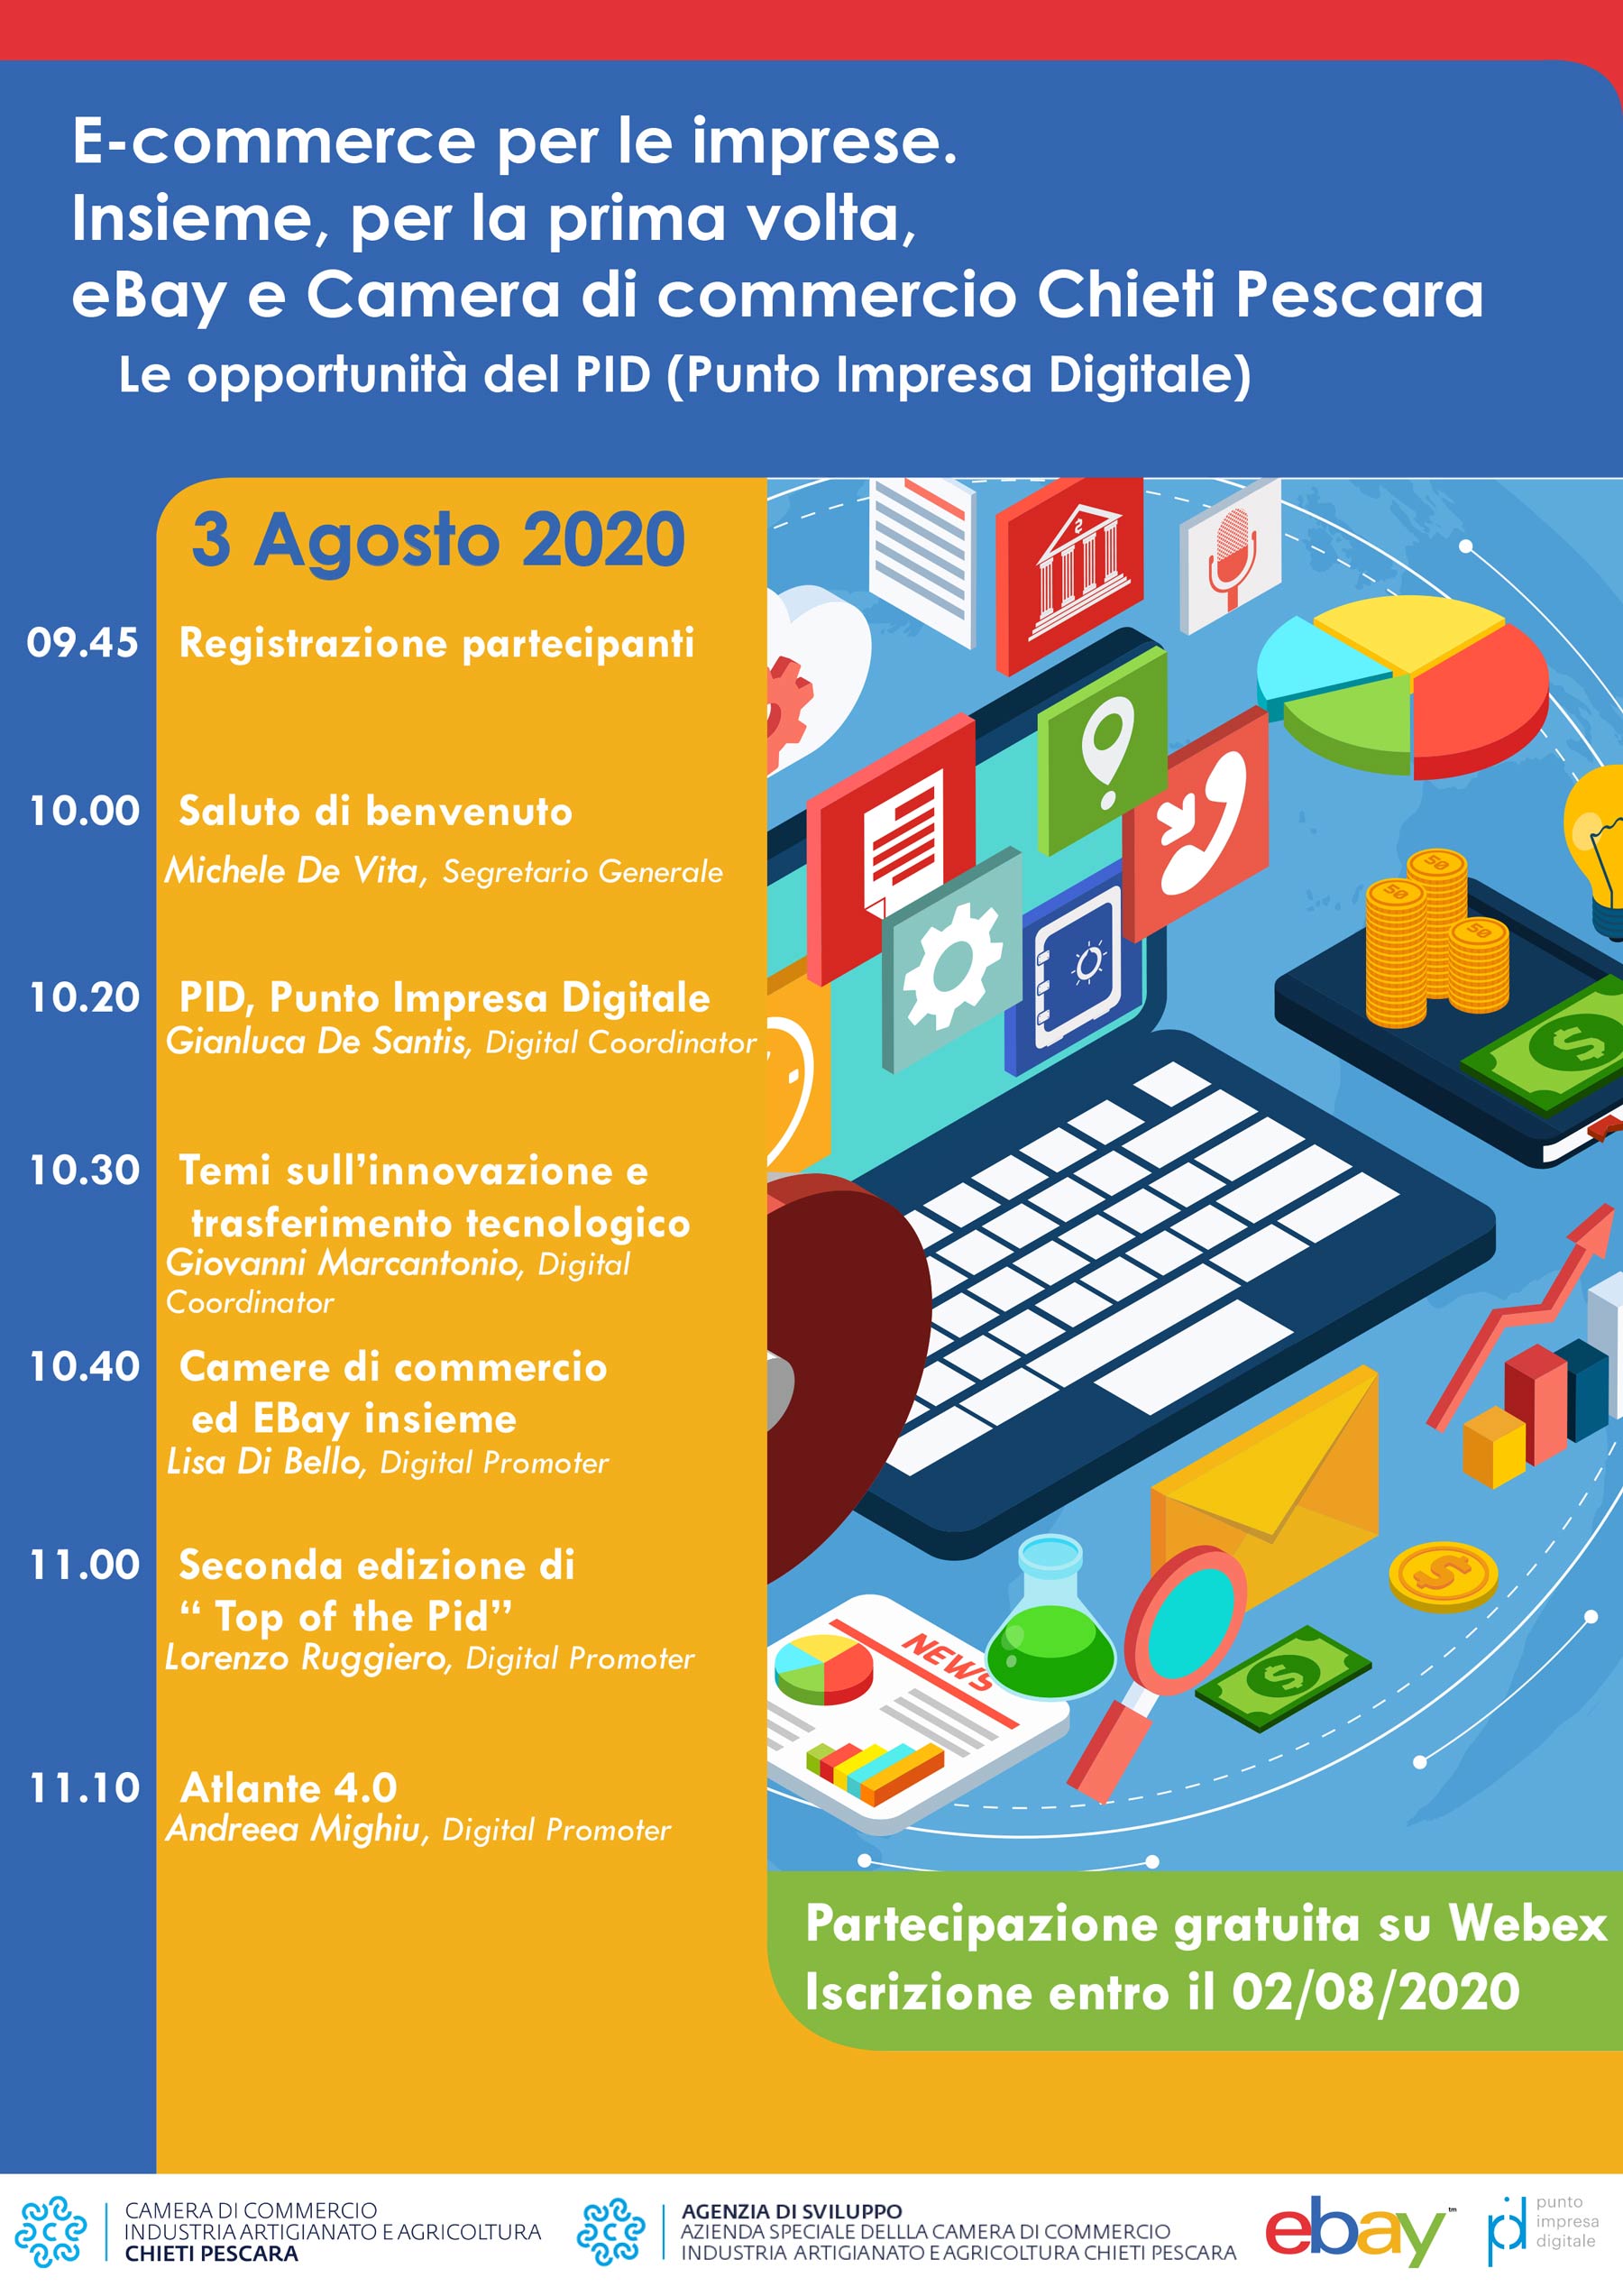 E-commerce per le imprese.
Insieme, per la prima volta,
eBay e Camera di commercio Chieti Pescara
Le opportunità del PID (Punto Impresa Digitale)
3 Agosto 2020
09.45 Registrazione partecipanti
10.00 Saluto di benvenuto
Michele De Vita, Segretario Generale
10.20 PID, Punto Impresa Digitale
Gianluca De Santis, Digital Coordinator
10.30 Temi sull'innovazione e
trasferimento tecnologico
Giovanni Marcantonio, Digital
Coordinator
10.40 Camere di commercio
ed EBay insieme
Lisa Di Bello, Digital Promoter
11.00 Seconda edizione di
“ Top of the Pid”
Lorenzo Ruggiero, Digital Promoter
11.10 Atlante 4.0
Andreea Mighiu, Digital Promoter
$
50
50
50
$
$
$
NEWS
Partecipazione gratuita su Webex
Iscrizione entro il 02/08/2020
CAMERA DI COMMERCIO
INDUSTRIA ARTIGIANATO E AGRICOLTURA
CHIETI PESCARA
AGENZIA DI SVILUPPO
AZIENDA SPECIALE DELLLA CAMERA DI COMMERCIO
INDUSTRIA ARTIGIANATO E AGRICOLTURA CHIETI PESCARA
ebay™
pid
punto
impresa
digitale